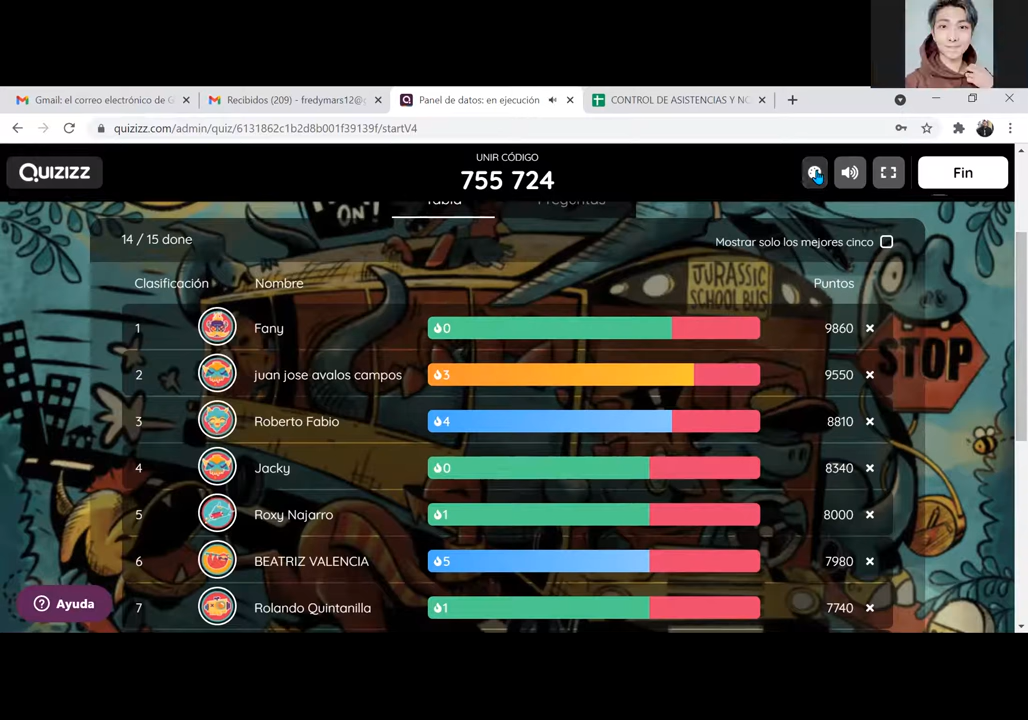 Gmail: el correo electrónico de G
Recibidos (209) - fredymars12@g
Panel de datos: en ejecución
CONTROL DE ASISTENCIAS Y NO
quizizz.com/admin/quiz/6131862c1b2d8b001f39139f/startV4
QUIZIZZ
UNIR CÓDIGO
755 724
Fin
ON!
Tabla
Preguntas
14 / 15 done
Mostrar solo los mejores cinco
JURASSIC
SCHOOL BUS
STOP
Clasificación Nombre Puntos
1 Fany 0 9860 ×
2 juan jose avalos campos 3 9550 ×
3 Roberto Fabio 4 8810 ×
4 Jacky 0 8340 ×
5 Roxy Najarro 1 8000 ×
6 BEATRIZ VALENCIA 5 7980 ×
7 Rolando Quintanilla 1 7740 ×
Ayuda